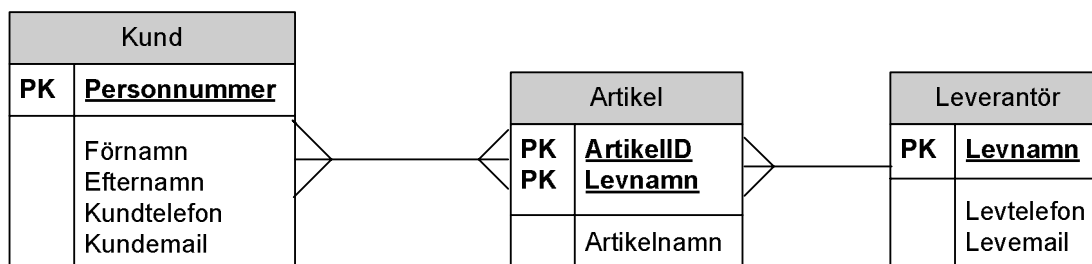 Kund
PK Personnummer
Förnamn
Efternamn
Kundtelefon
Kundemail
Artikel
PK ArtikelID
PK Levnamn
Artikelnamn
Leverantör
PK Levnamn
Levtelefon
Levemail